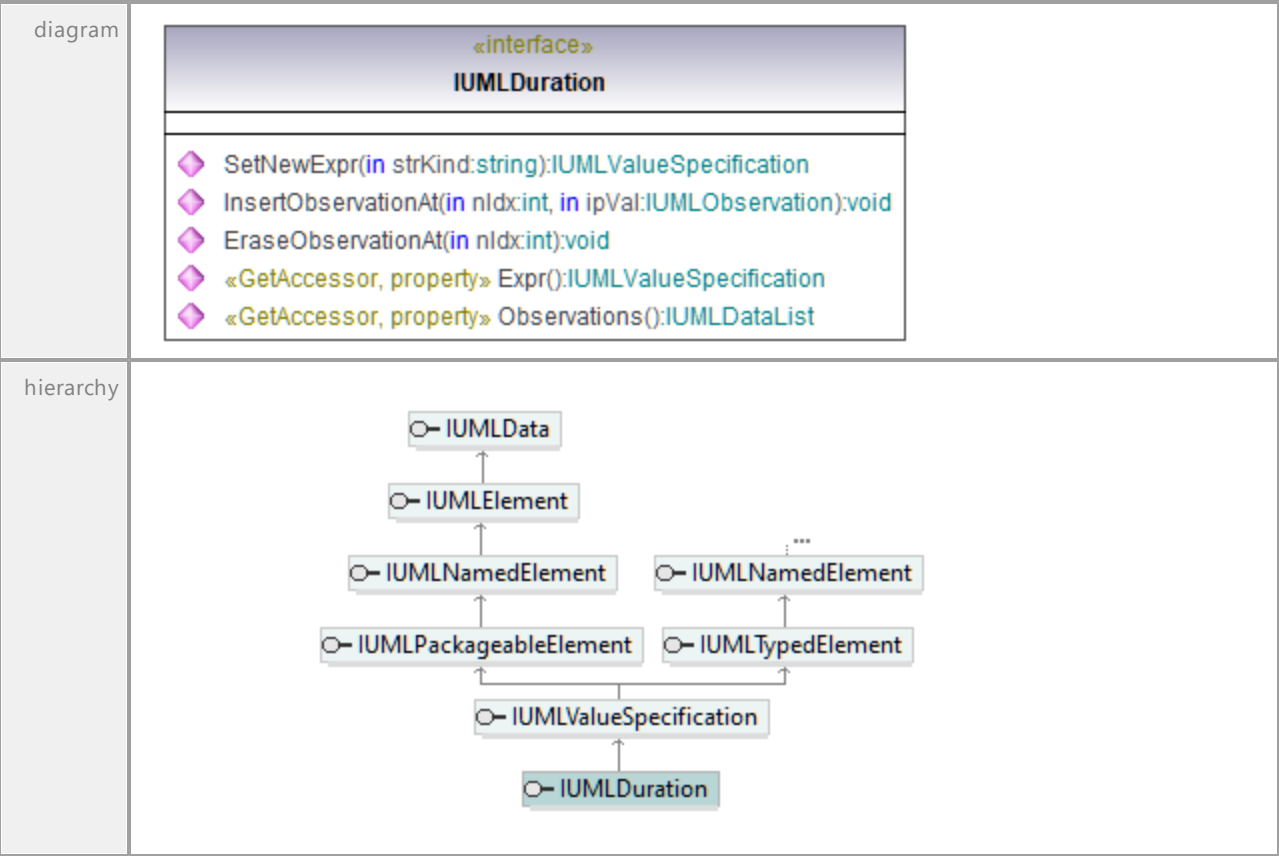 diagram
«interface»
IUMLDuration
SetNewExpr(in strKind:string):IUMLValueSpecification
InsertObservationAt(in nIdx:int, in ipVal:IUMLObservation):void
EraseObservationAt(in nIdx:int):void
«GetAccessor, property» Expr():IUMLValueSpecification
«GetAccessor, property» Observations():IUMLDataList
hierarchy
IUMLData
IUMLElement
...
IUMLNamedElement IUMLNamedElement
IUMLPackageableElement IUMLTypedElement
IUMLValueSpecification
IUMLDuration